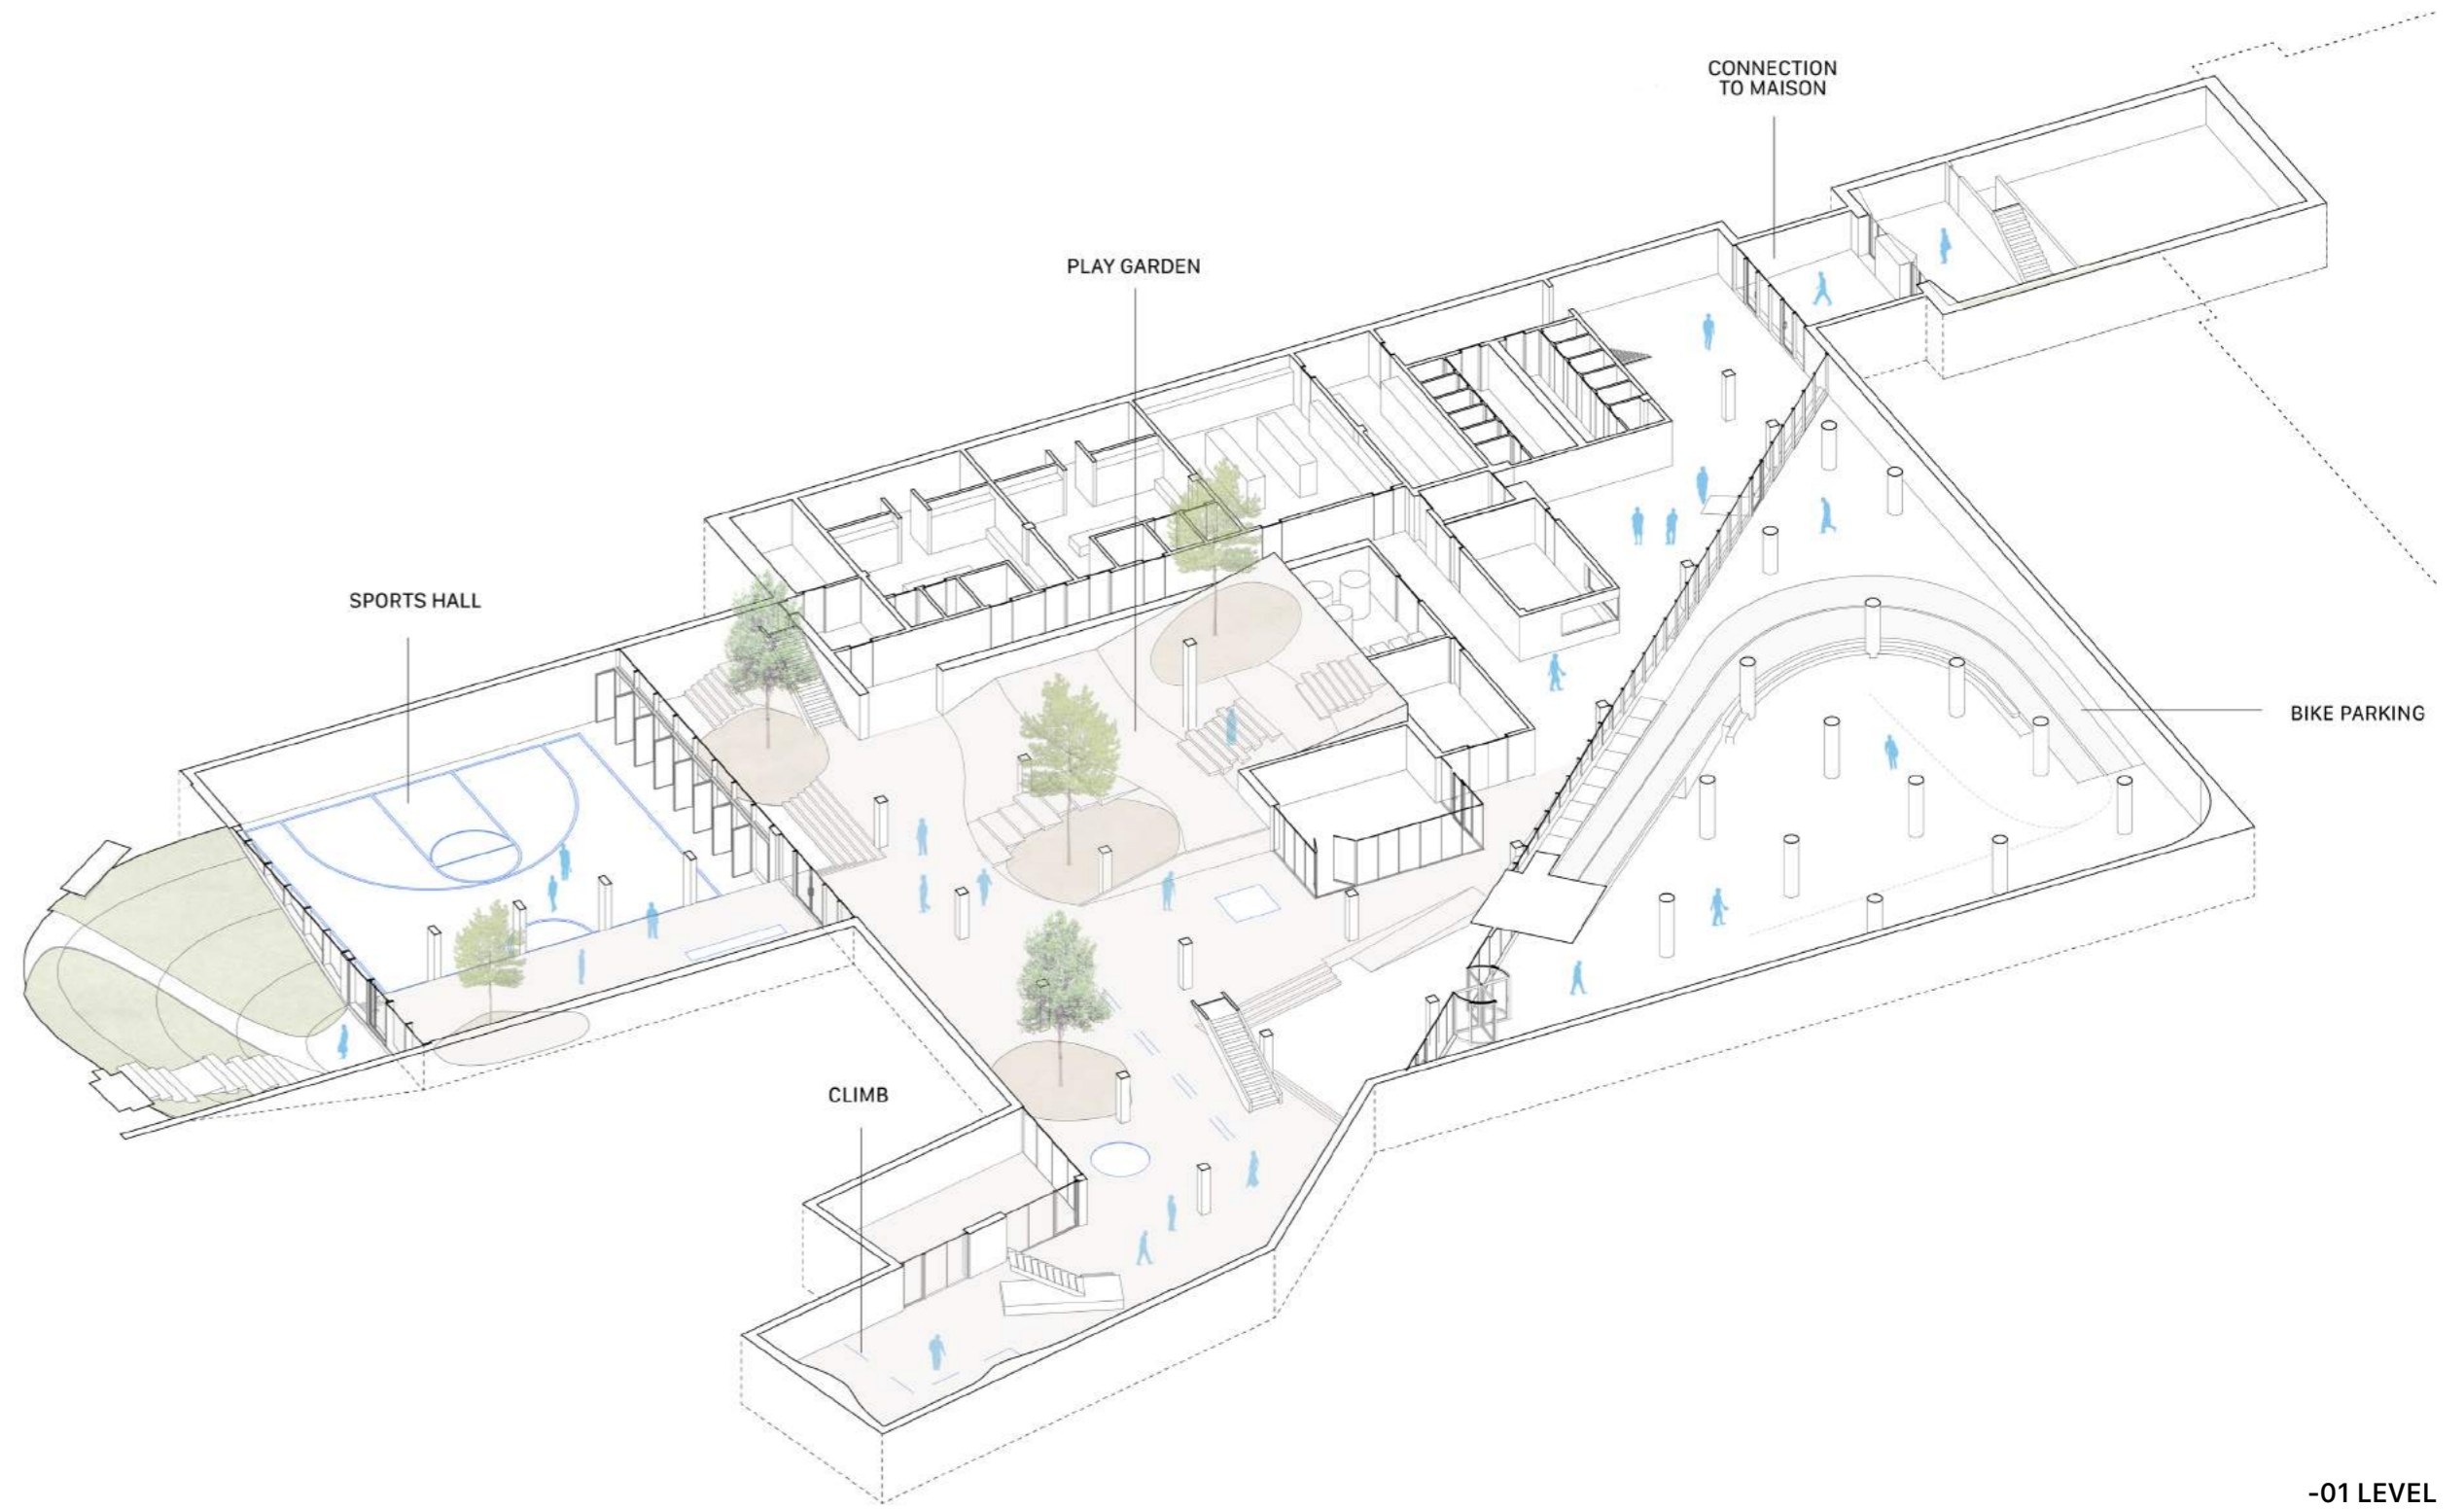 CONNECTION
TO MAISON
PLAY GARDEN
SPORTS HALL
BIKE PARKING
CLIMB
-01 LEVEL